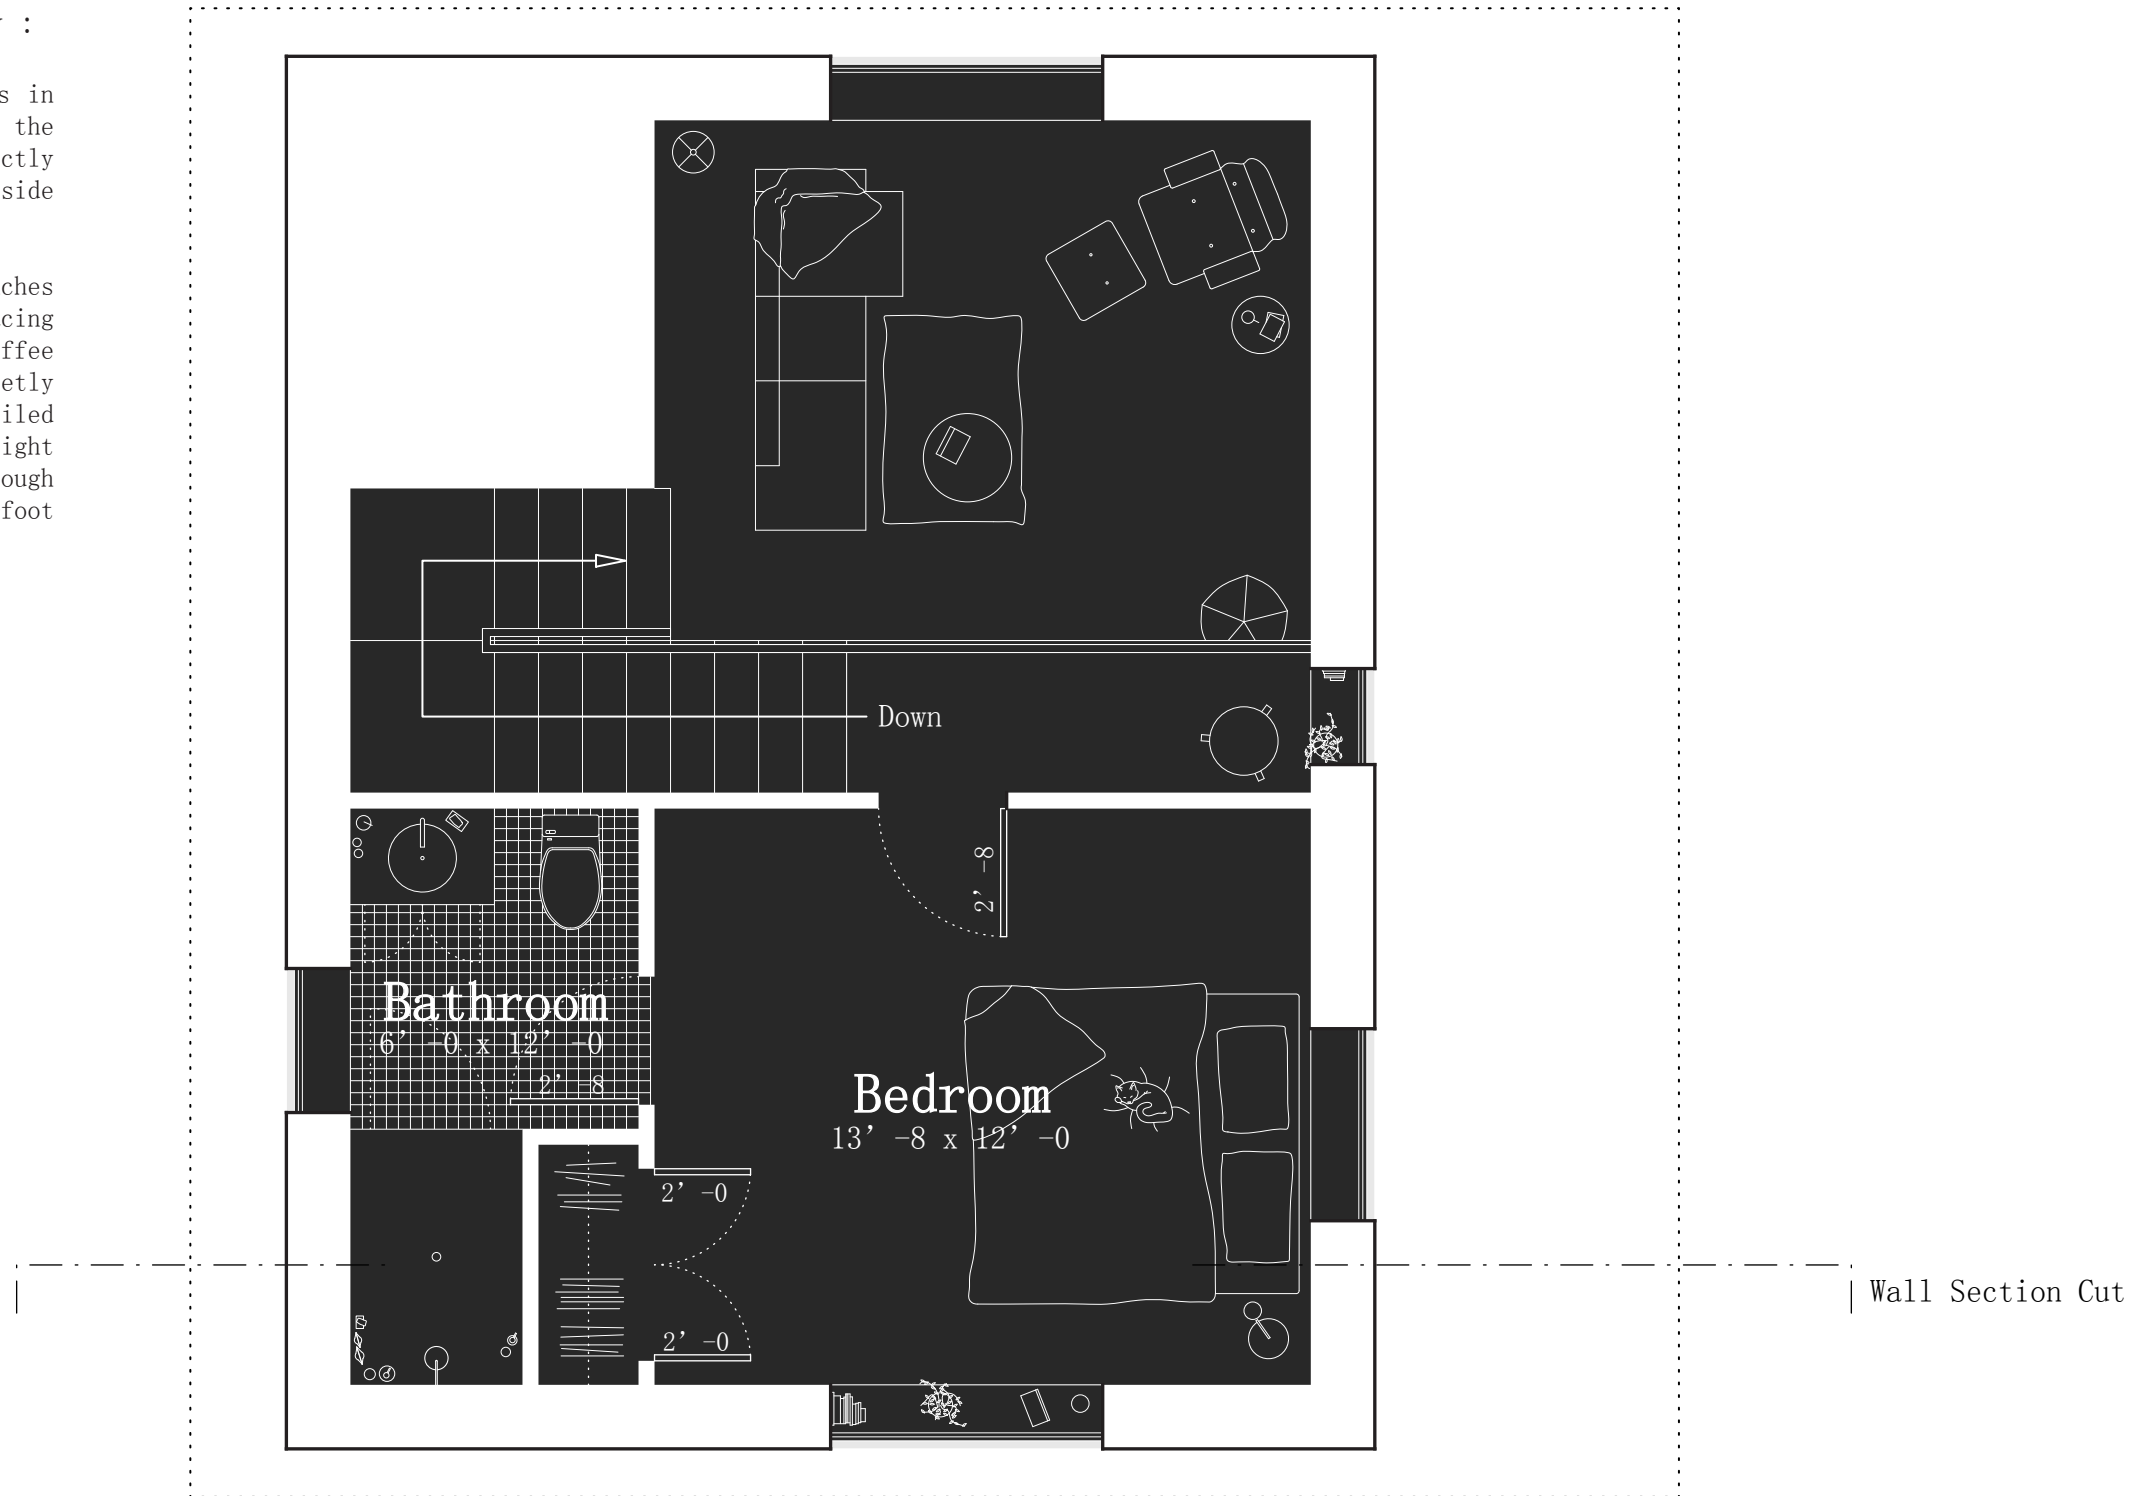 :
s in
the
ctly
side
ches
cing
ffee
etly
iled
ight
ough
foot
Down
2'-8
Bathroom
6'-0 x 12'-0
2'-8
Bedroom
13'-8 x 12'-0
2'-0
2'-0
Wall Section Cut